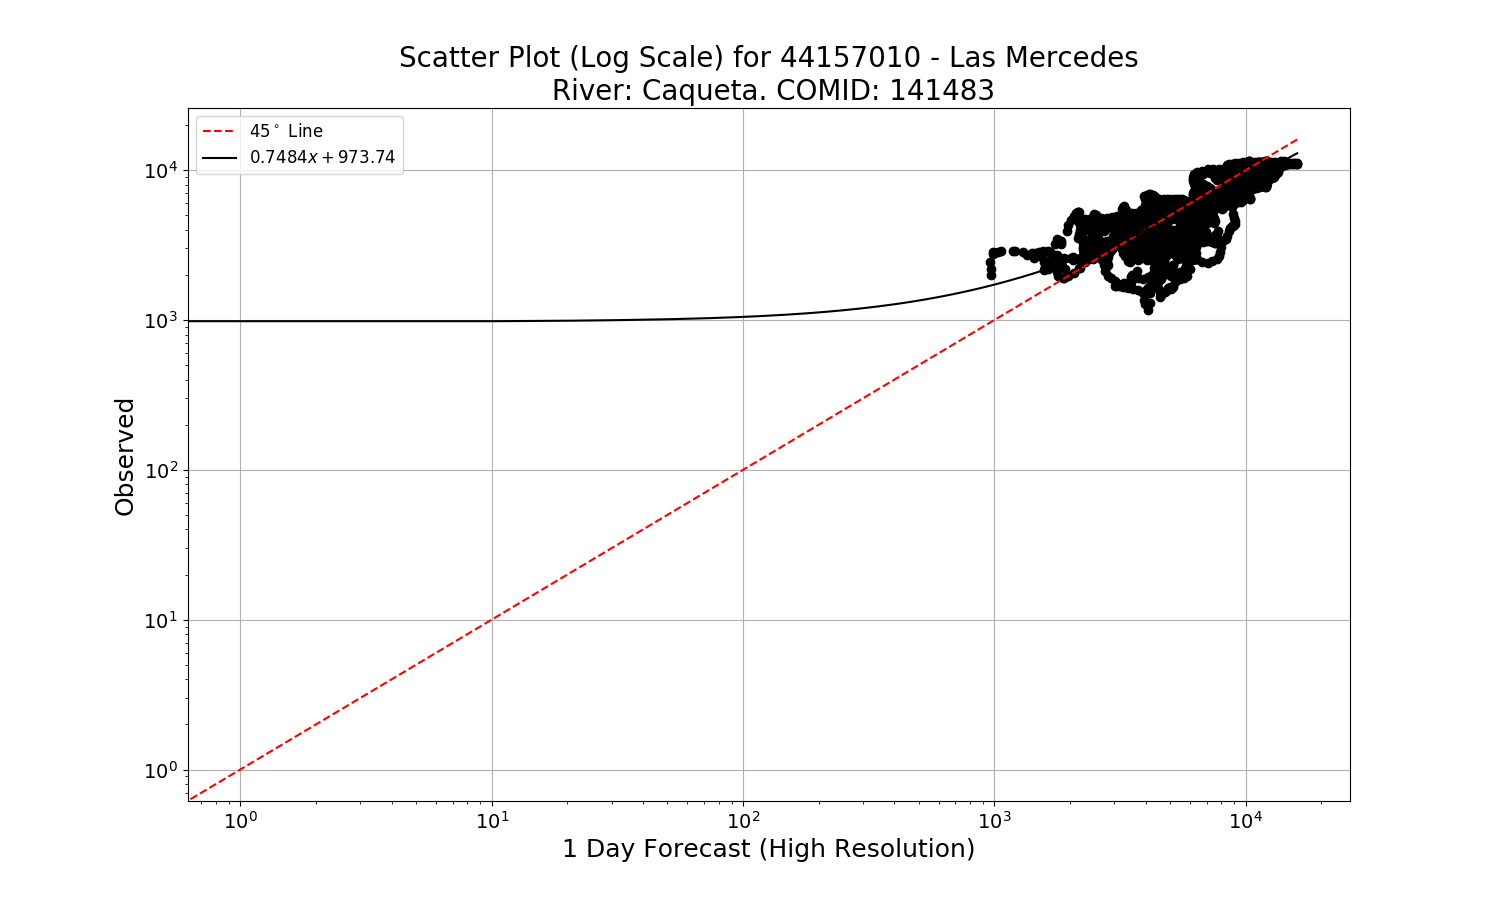 Scatter Plot (Log Scale) for 44157010 - Las Mercedes
River: Caqueta. COMID: 141483
45° Line
0.7484x + 973.74
10⁴
10³
10²
10¹
10⁰
Observed
10⁰ 10¹ 10² 10³ 10⁴
1 Day Forecast (High Resolution)